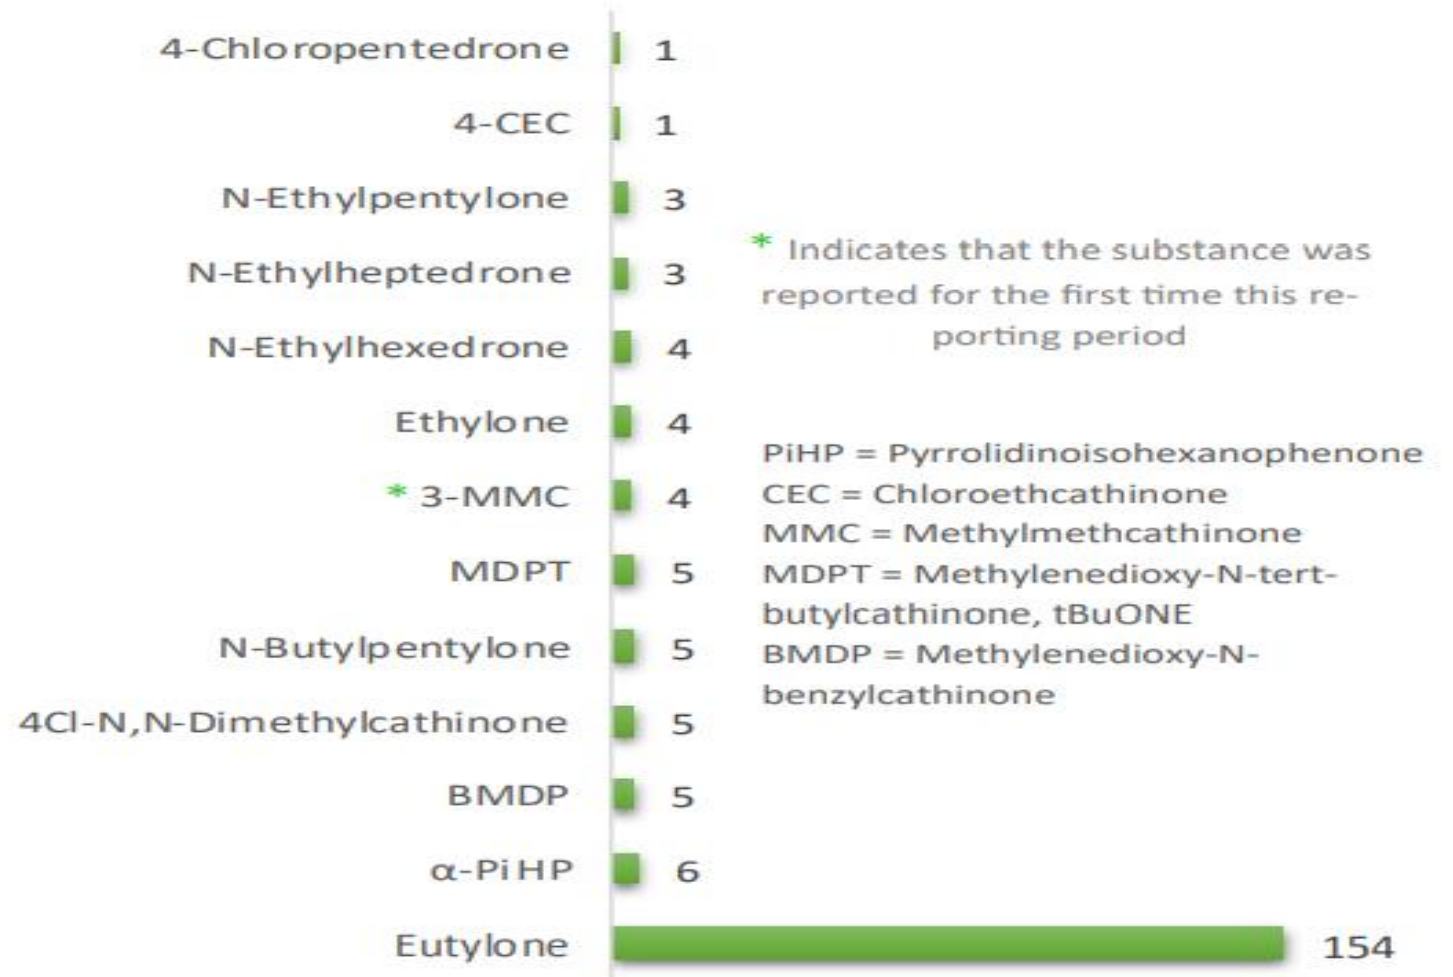 4-Chloropentedrone 1
4-CEC 1
N-Ethylpentylone 3
N-Ethylheptedrone 3
N-Ethylhexedrone 4
Ethylone 4
* 3-MMC 4
MDPT 5
N-Butylpentylone 5
4Cl-N,N-Dimethylcathinone 5
BMDP 5
α-PiHP 6
Eutylone 154
* Indicates that the substance was
reported for the first time this re-
porting period
PiHP = Pyrrolidinoisohexanophenone
CEC = Chloroethcathinone
MMC = Methylmethcathinone
MDPT = Methylenedioxy-N-tert-
butylcathinone, tBuONE
BMDP = Methylenedioxy-N-
benzylcathinone